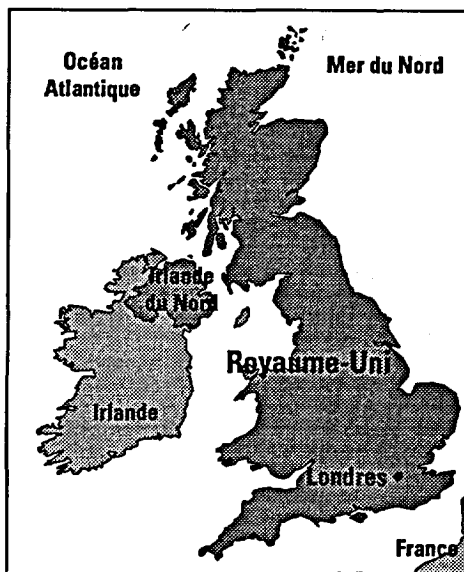 Océan
Atlantique
Mer du Nord
Irlande
du Nord
Royaume-Uni
Irlande
Londres
France